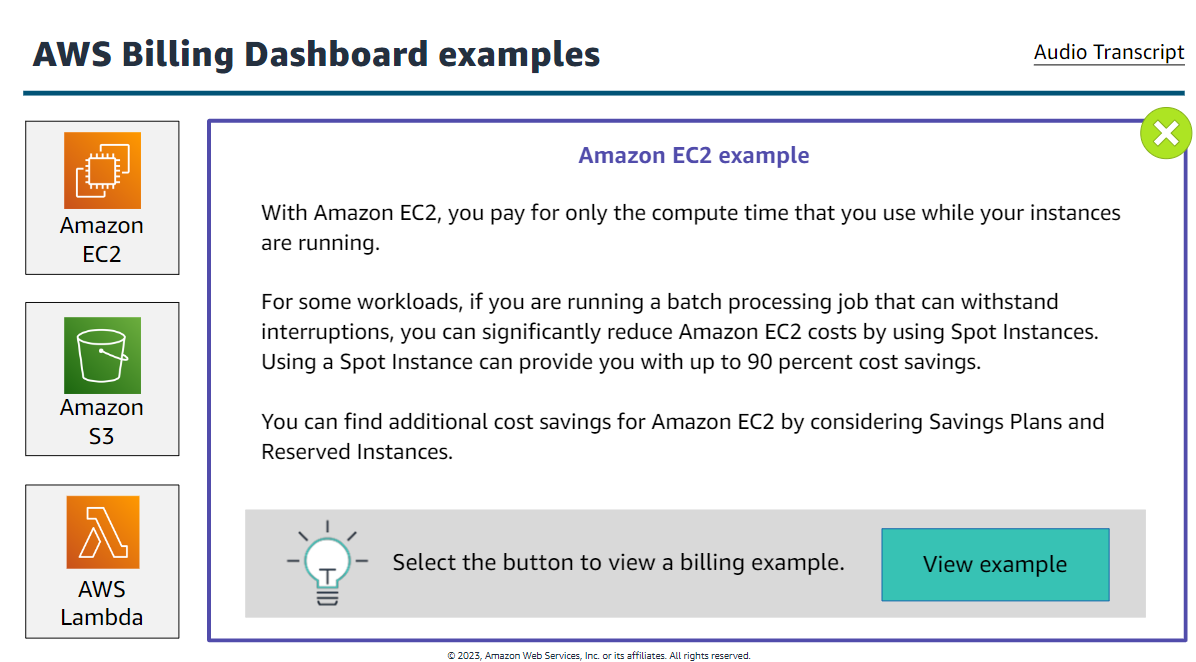 AWS Billing Dashboard examples
Audio Transcript
Amazon
EC2
Amazon
S3
AWS
Lambda
Amazon EC2 example
With Amazon EC2, you pay for only the compute time that you use while your instances
are running.
For some workloads, if you are running a batch processing job that can withstand
interruptions, you can significantly reduce Amazon EC2 costs by using Spot Instances.
Using a Spot Instance can provide you with up to 90 percent cost savings.
You can find additional cost savings for Amazon EC2 by considering Savings Plans and
Reserved Instances.
Select the button to view a billing example.
View example
© 2023, Amazon Web Services, Inc. or its affiliates. All rights reserved.